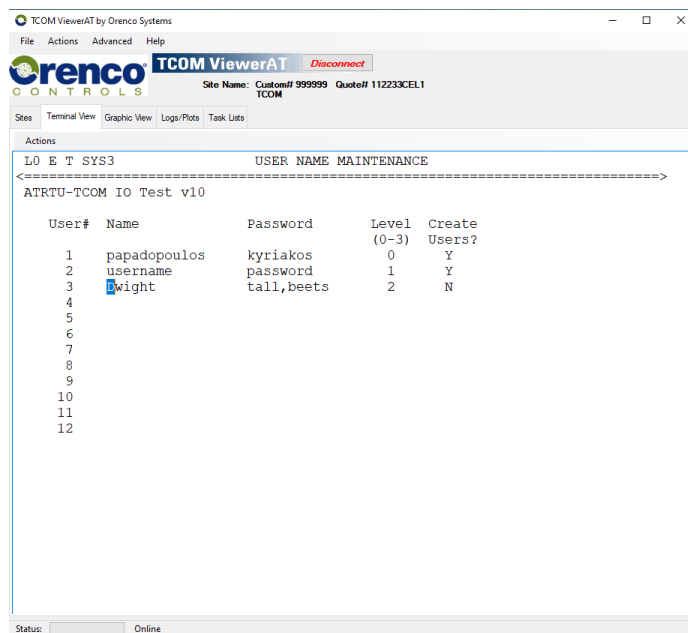 TCOM ViewerAT by Orenco Systems
File Actions Advanced Help
Orenco
CONTROLS
TCOM ViewerAT
Disconnect
Site Name: Custom# 999999 Quote# 112233CEL1
TCOM
Sites Terminal View Graphic View Logs/Plots Task Lists
Actions
L0 E T SYS3 USER NAME MAINTENANCE
<==============================================================================>
ATRTU-TCOM IO Test v10
User# Name Password Level Create
(0-3) Users?
1 papadopoulos kyriakos 0 Y
2 username password 1 Y
3 Dwight tall,beets 2 N
4
5
6
7
8
9
10
11
12
Status: Online